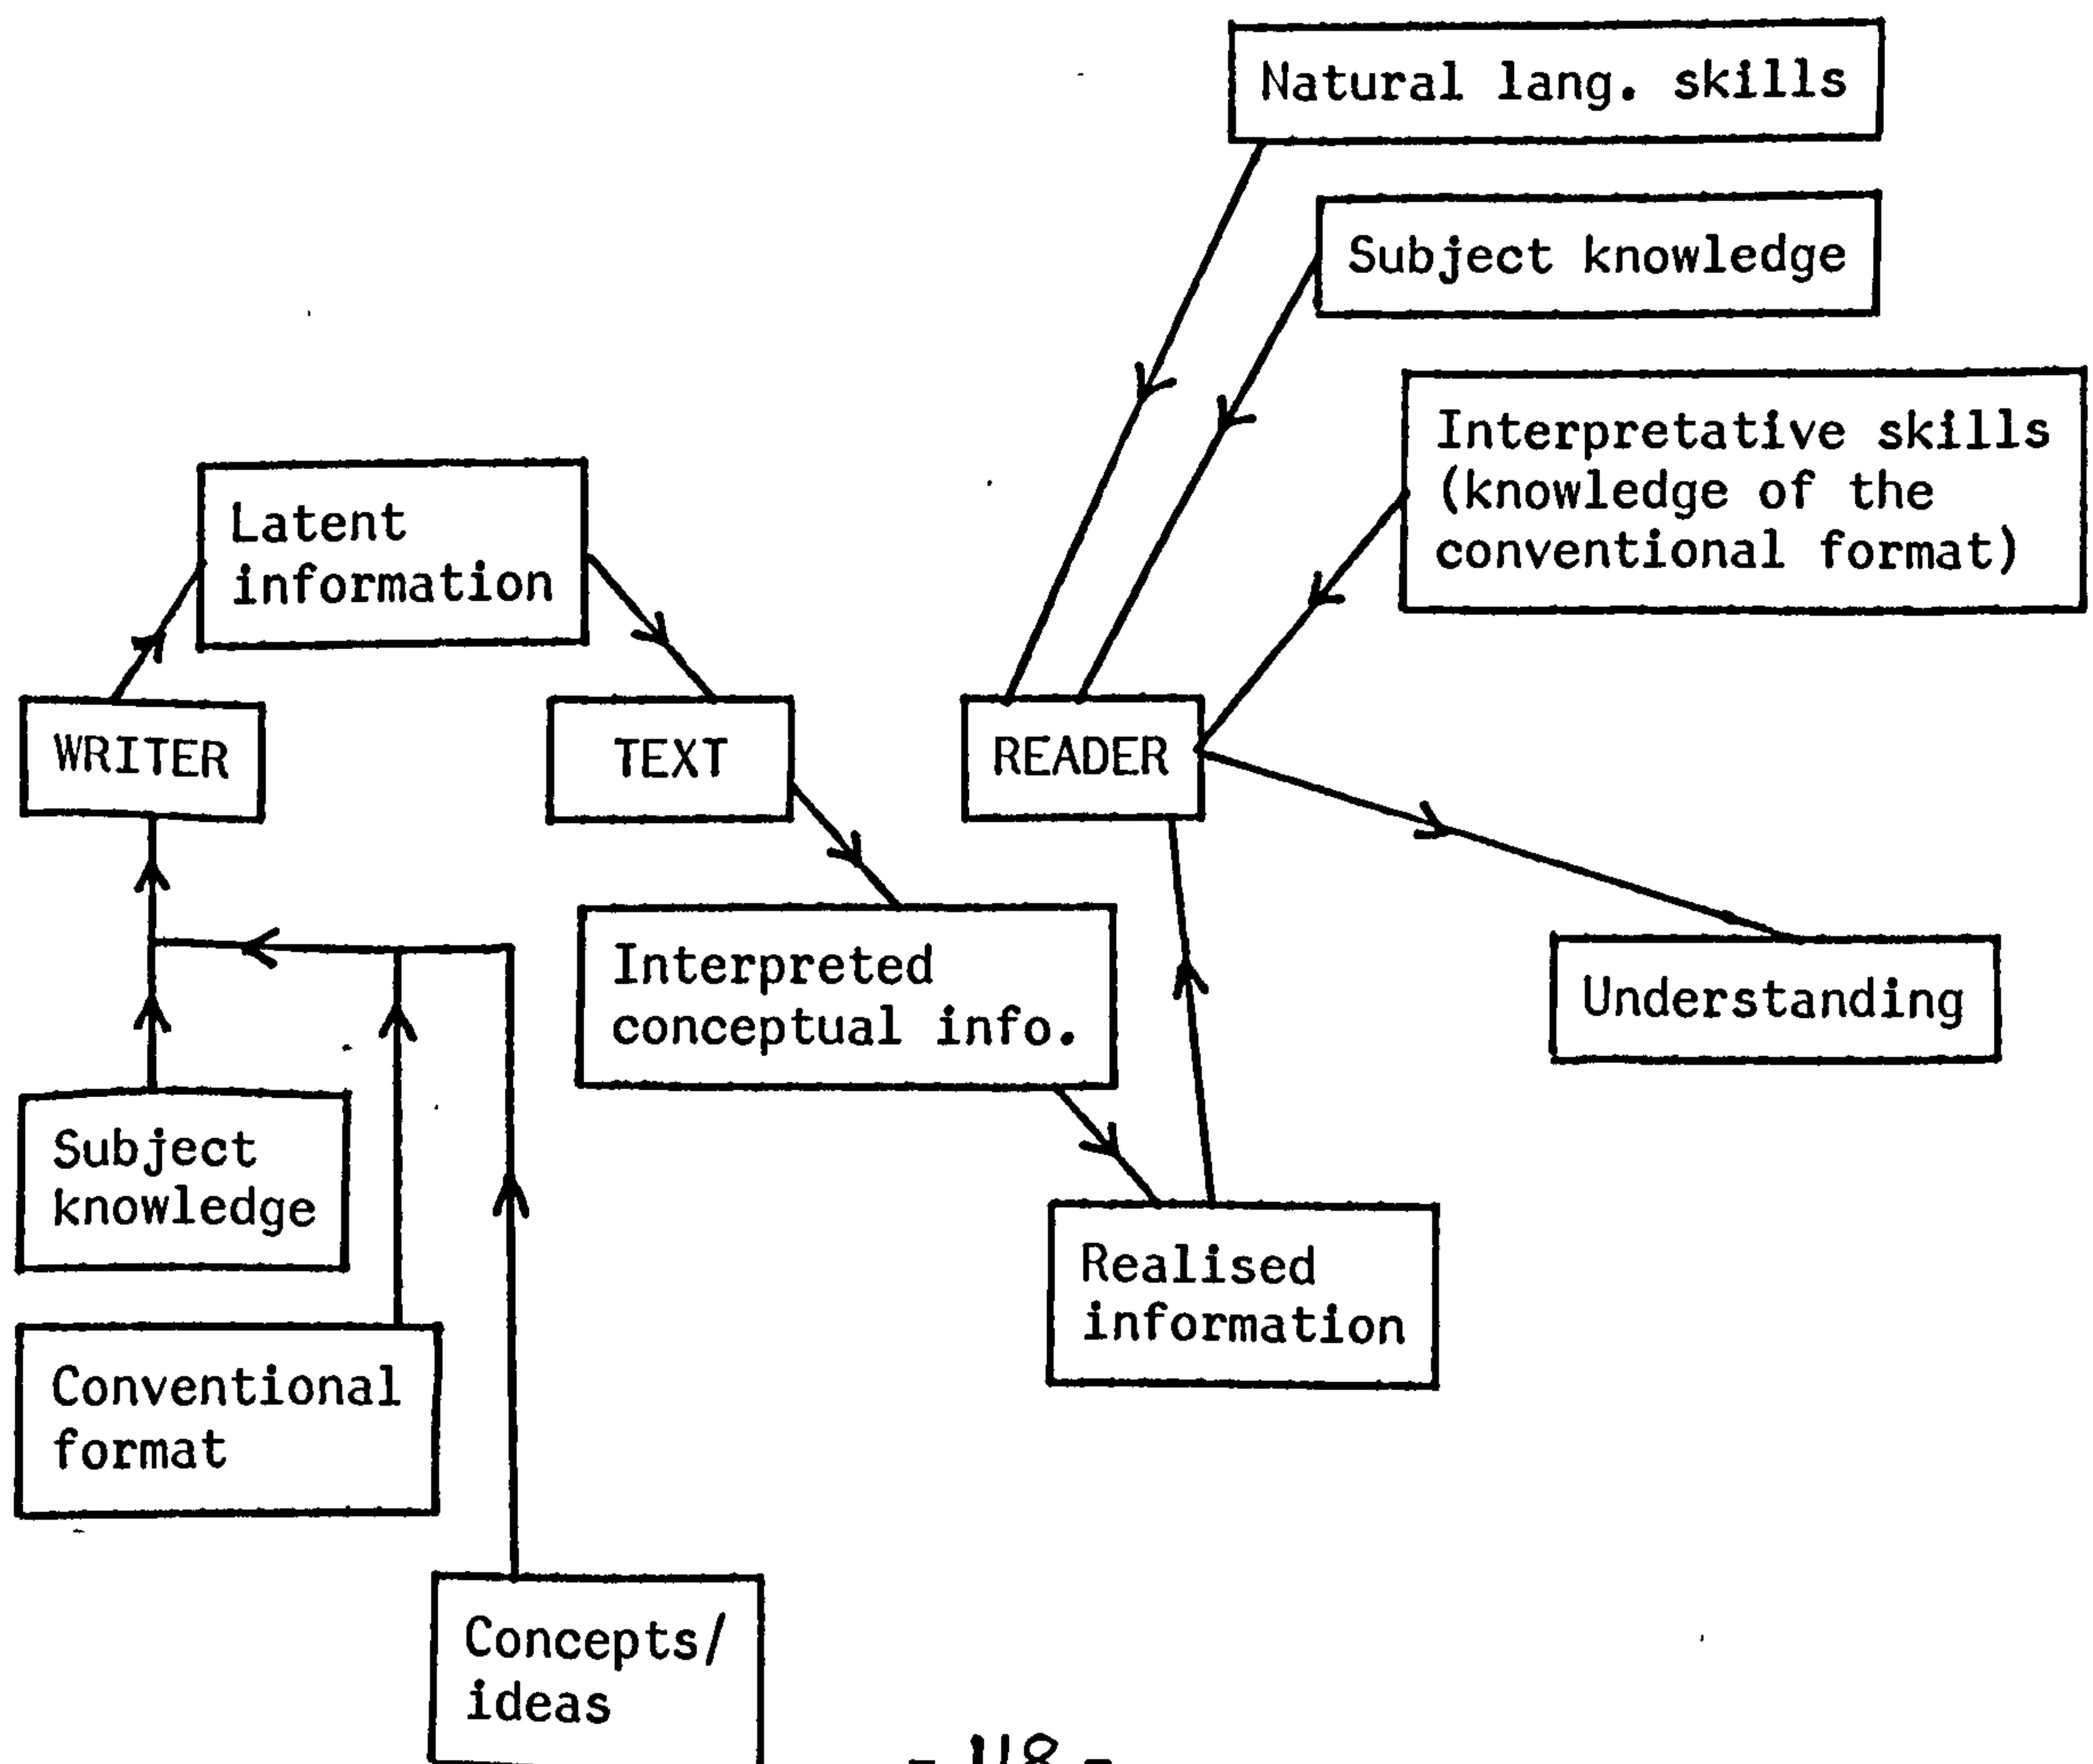 Natural lang. skills
Subject knowledge
Interpretative skills
(knowledge of the
conventional format)
Latent
information
WRITER
TEXT
READER
Interpreted
conceptual info.
Understanding
Subject
knowledge
Realised
information
Conventional
format
Concepts/
ideas
- 118 -